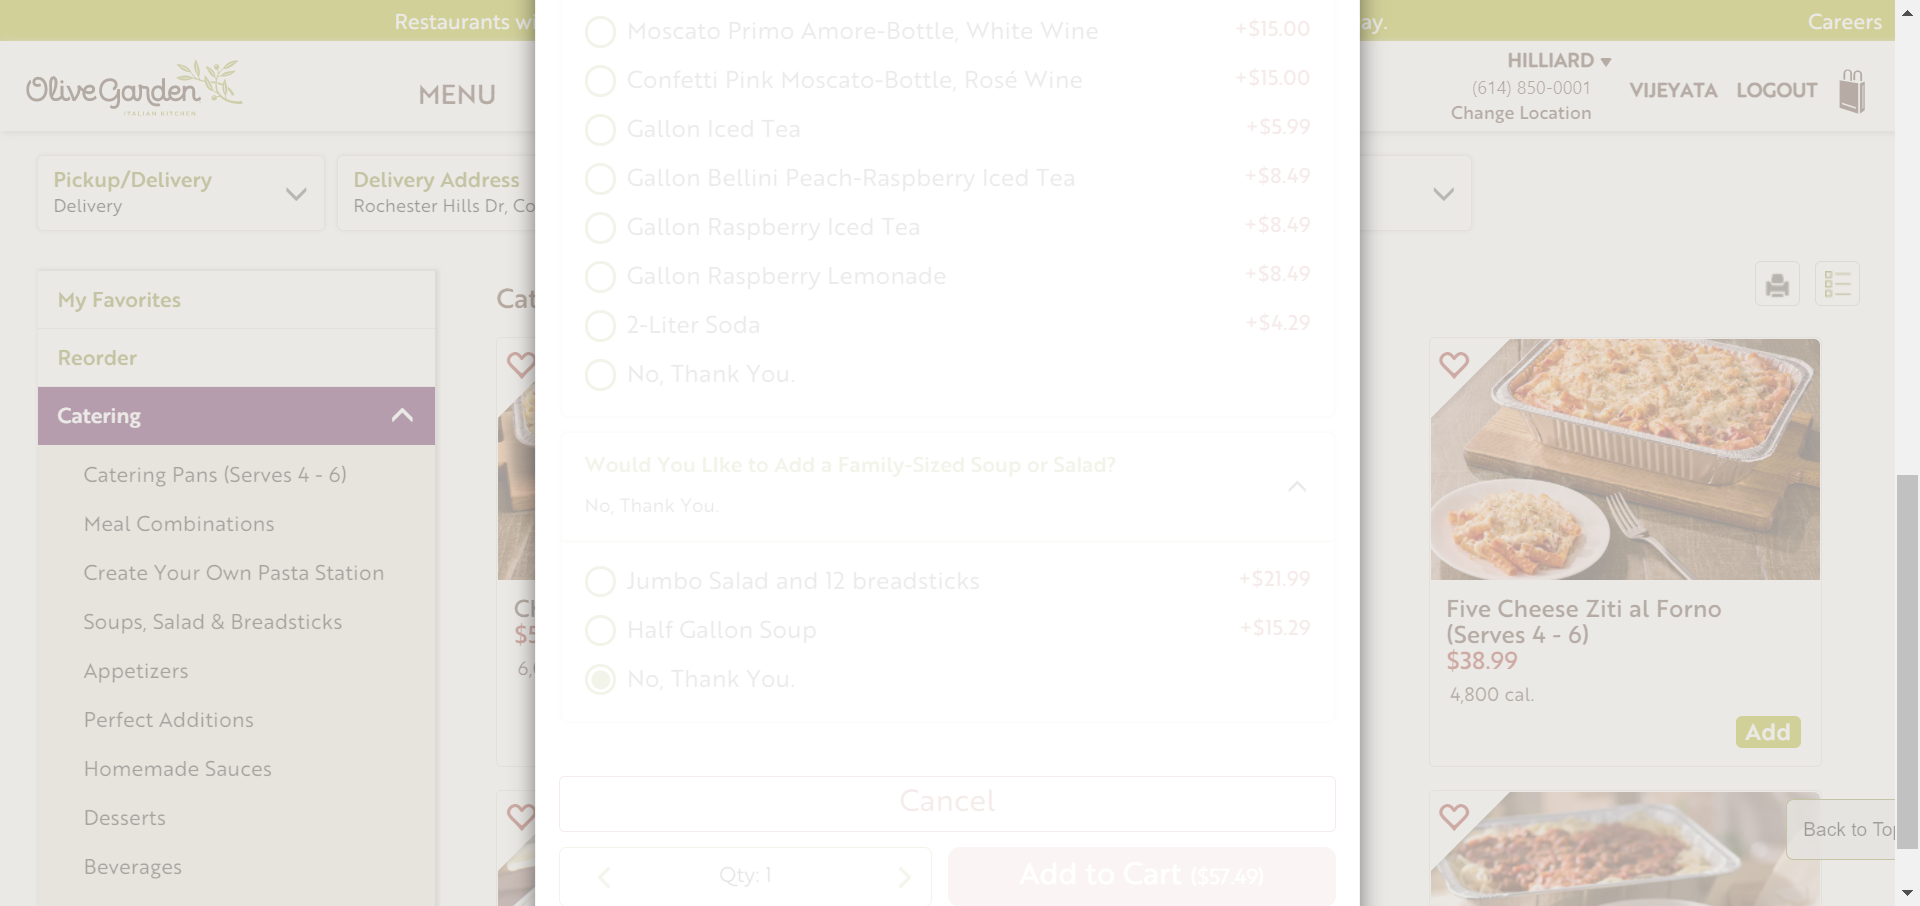 Restaurants w
ay.
Careers
Olive Garden
ITALIAN KITCHEN
MENU
HILLIARD
(614) 850-0001
Change Location
VIJEYATA
LOGOUT
Pickup/Delivery
Delivery
Delivery Address
Rochester Hills Dr, Co
My Favorites
Reorder
Catering
Catering Pans (Serves 4 - 6)
Meal Combinations
Create Your Own Pasta Station
Soups, Salad & Breadsticks
Appetizers
Perfect Additions
Homemade Sauces
Desserts
Beverages
Cat
Ch
$5
6,
Moscato Primo Amore-Bottle, White Wine +$15.00
Confetti Pink Moscato-Bottle, Rosé Wine +$15.00
Gallon Iced Tea +$5.99
Gallon Bellini Peach-Raspberry Iced Tea +$8.49
Gallon Raspberry Iced Tea +$8.49
Gallon Raspberry Lemonade +$8.49
2-Liter Soda +$4.29
No, Thank You.
Would You Like to Add a Family-Sized Soup or Salad?
No, Thank You.
Jumbo Salad and 12 breadsticks +$21.99
Half Gallon Soup +$15.29
No, Thank You.
Cancel
Qty: 1
Add to Cart ($57.49)
Five Cheese Ziti al Forno
(Serves 4 - 6)
$38.99
4,800 cal.
Add
Back to Top